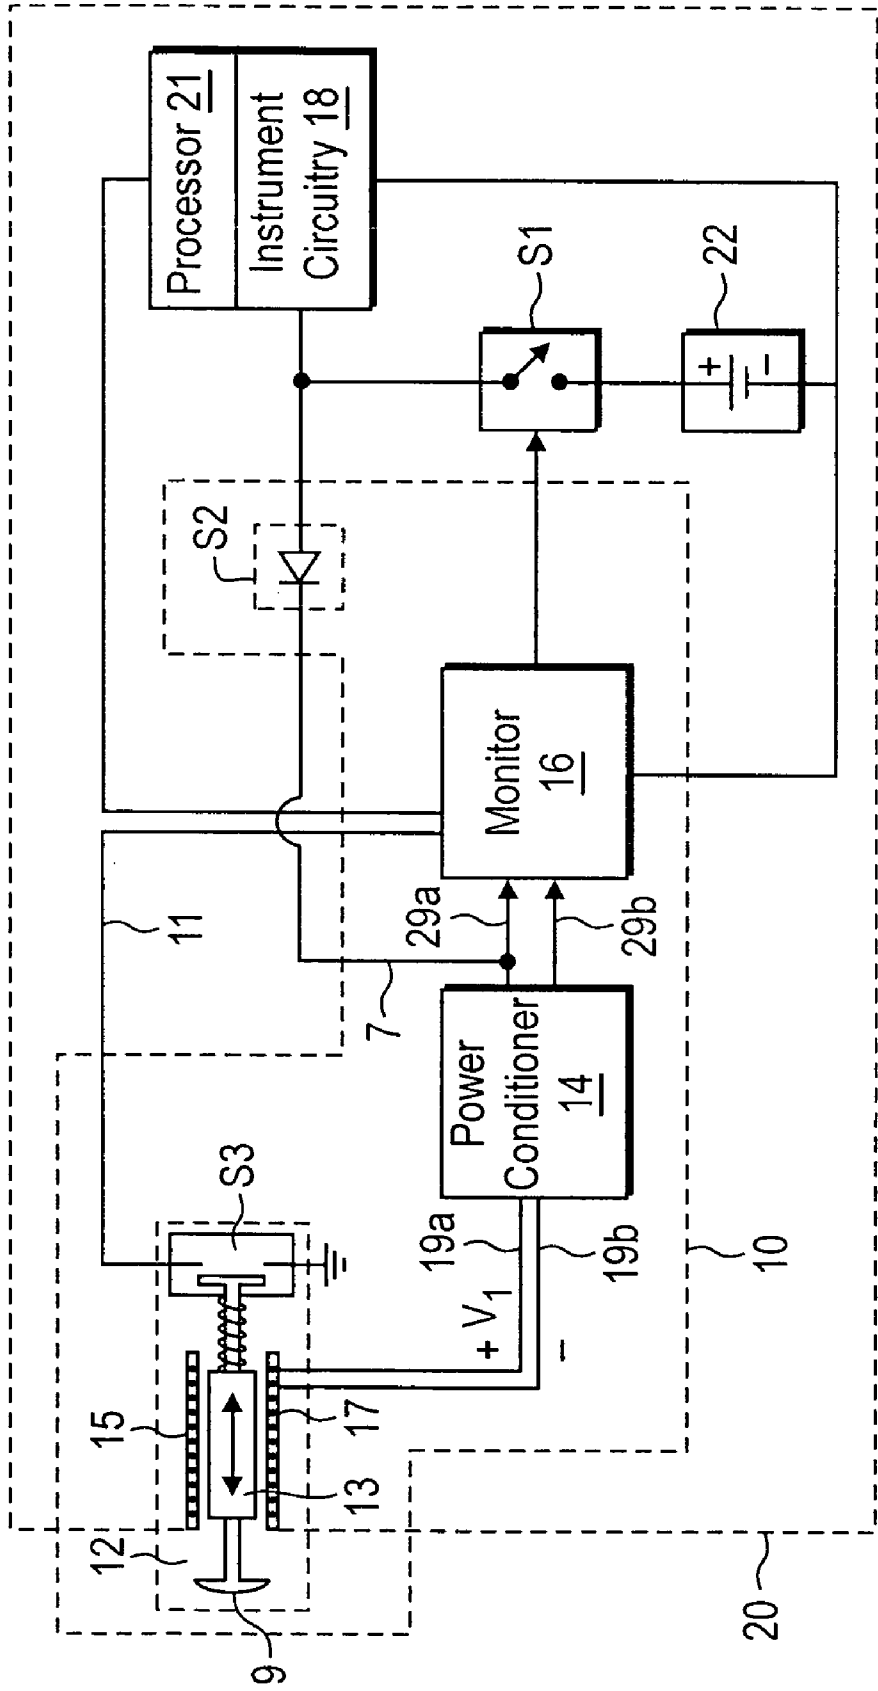 Processor 21
Instrument
Circuitry 18
S1
22
S2
Monitor
16
11
29a
29b
7
Power
Conditioner
14
S3
19a
19b
+ V1
−
+
−
10
15
17
13
12
9
20